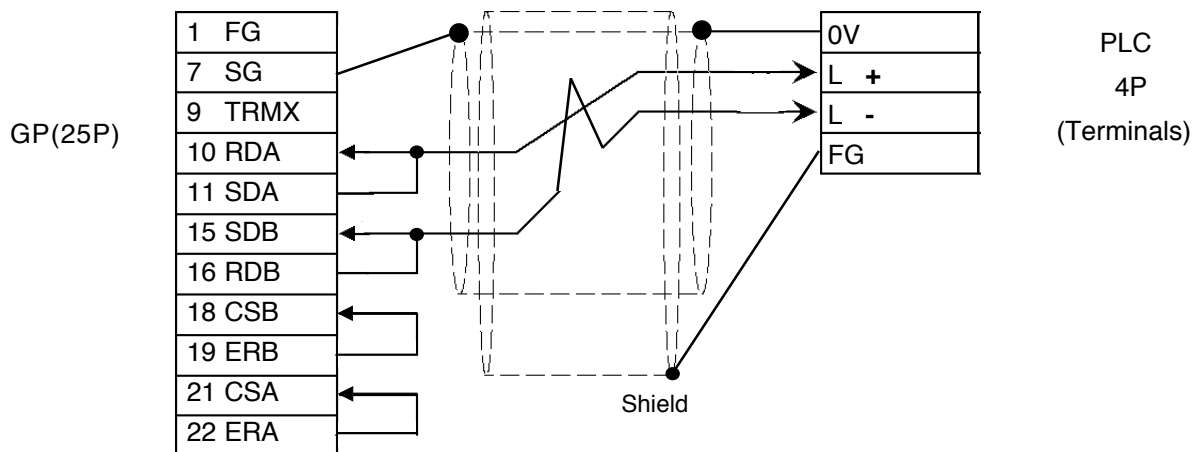 GP(25P)
1 FG
7 SG
9 TRMX
10 RDA
11 SDA
15 SDB
16 RDB
18 CSB
19 ERB
21 CSA
22 ERA
Shield
0V
L +
L -
FG
PLC
4P
(Terminals)